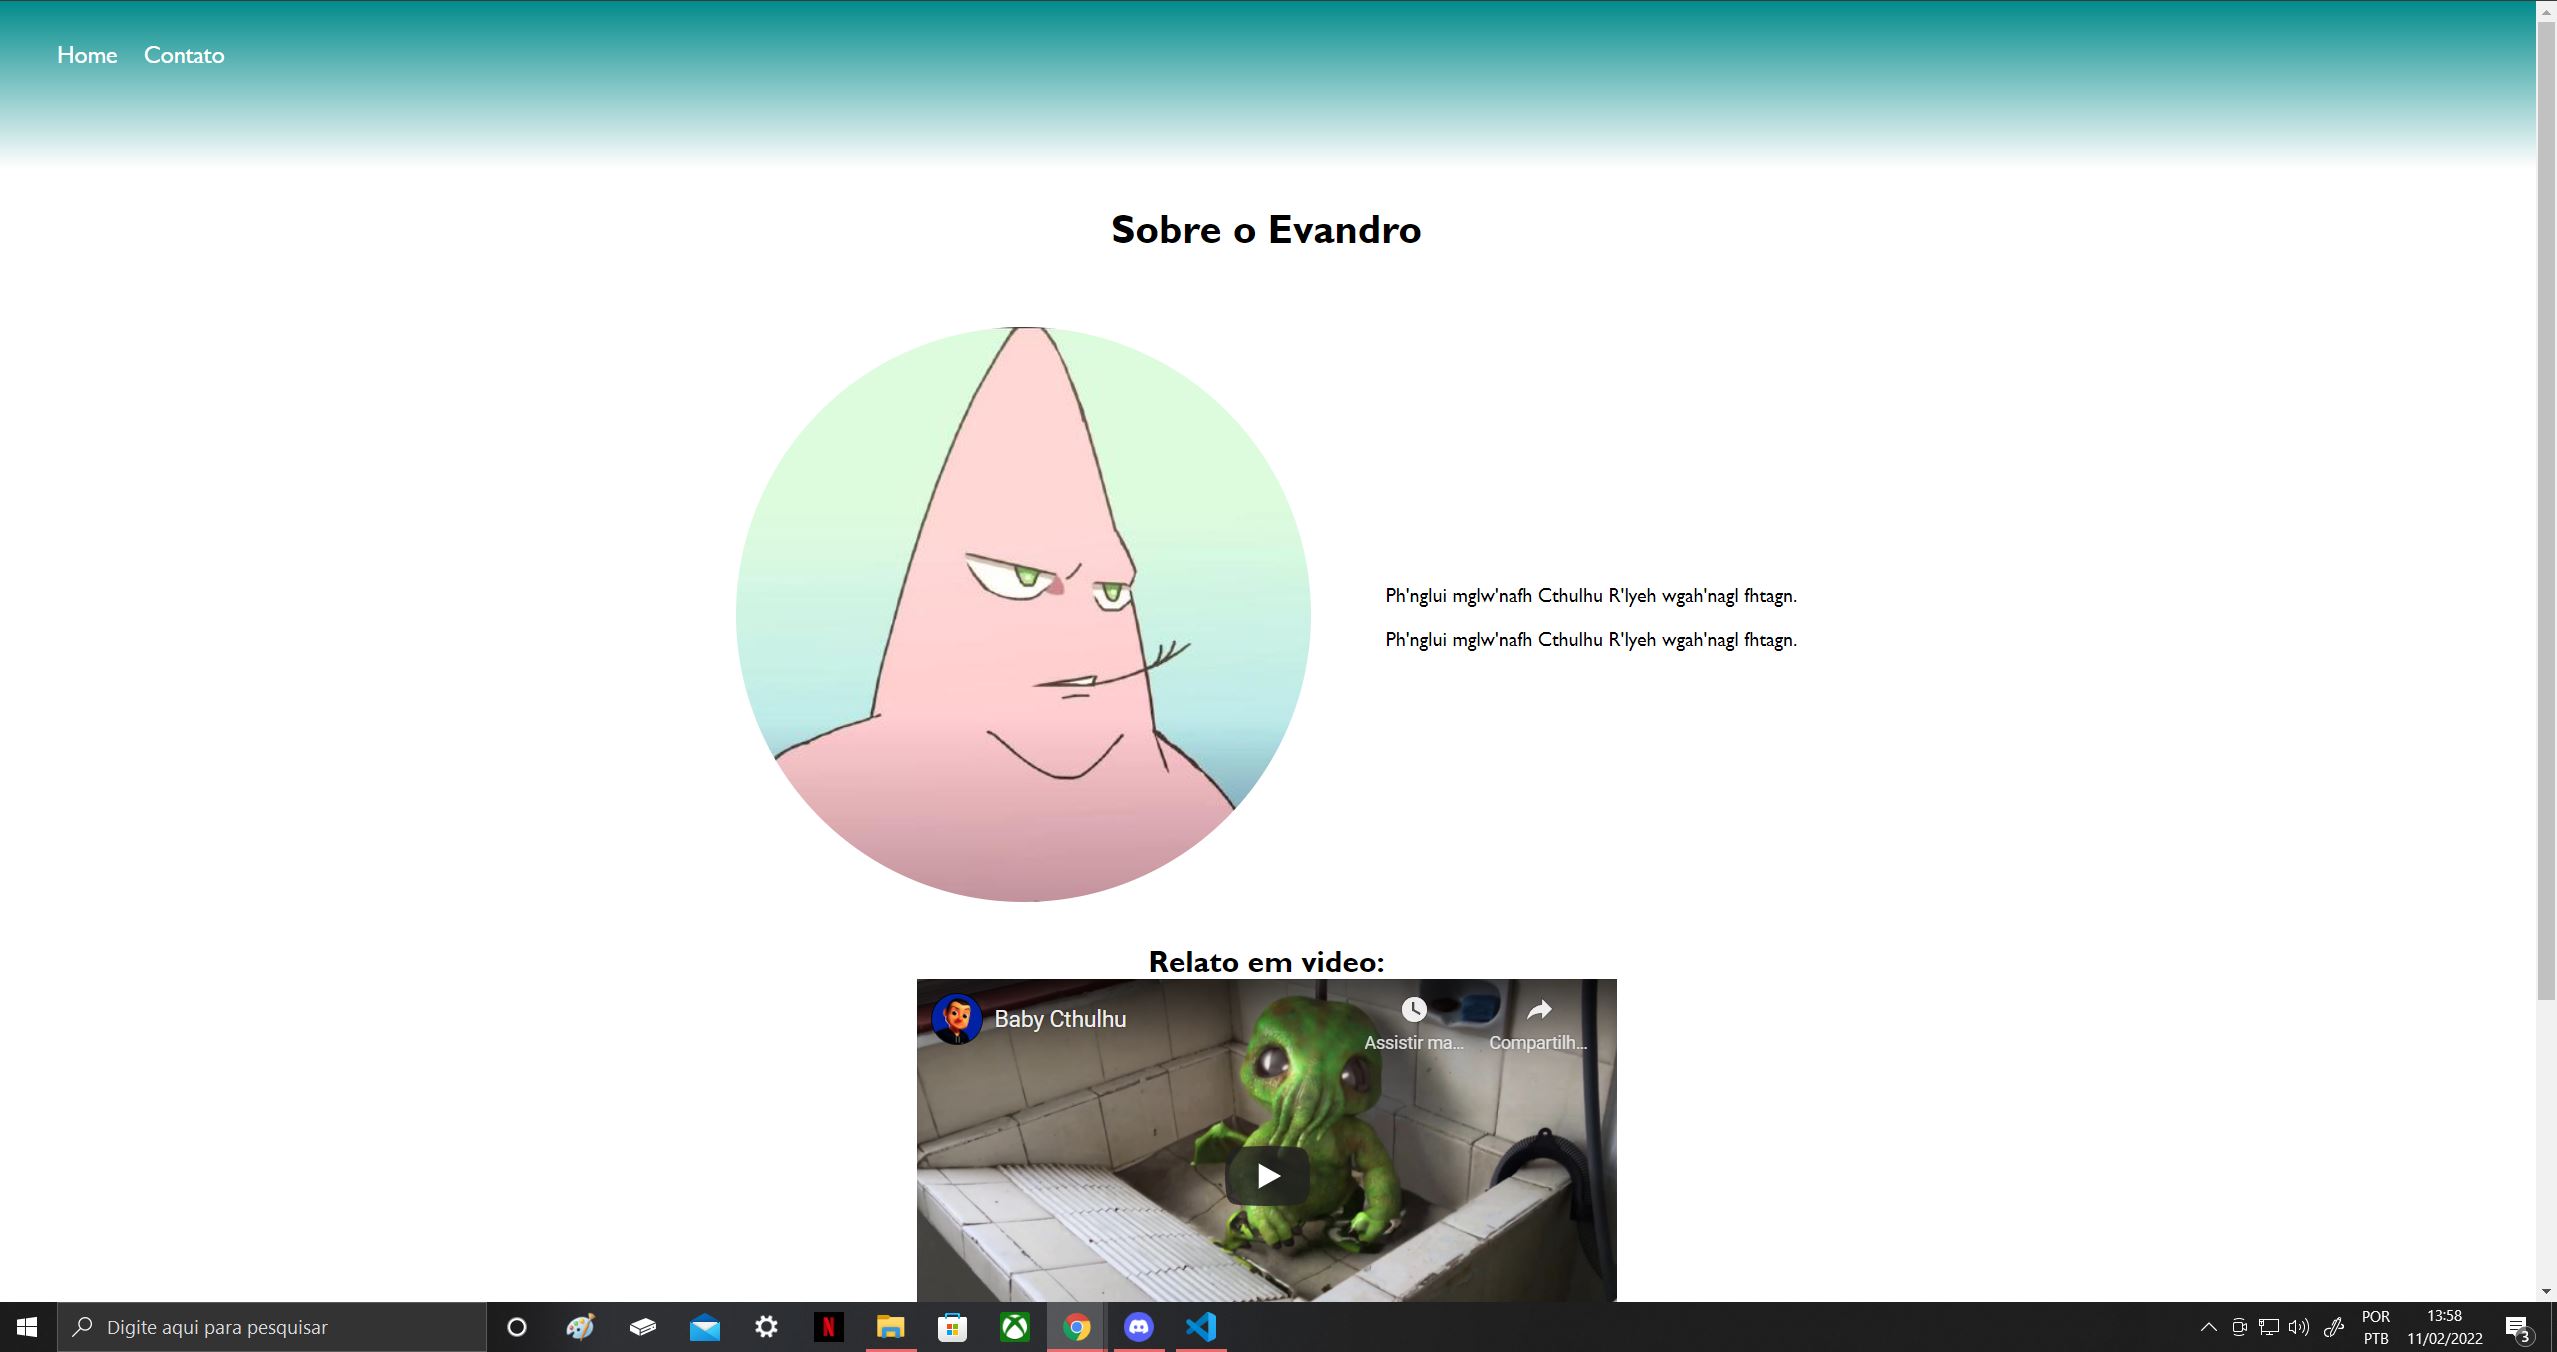 Home Contato
Sobre o Evandro
Ph'nglui mglw'nafh Cthulhu R'lyeh wgah'nagl fhtagn.
Ph'nglui mglw'nafh Cthulhu R'lyeh wgah'nagl fhtagn.
Relato em video:
Baby Cthulhu
Assistir ma...
Compartilh...
Digite aqui para pesquisar
N
POR
PTB
13:58
11/02/2022
3